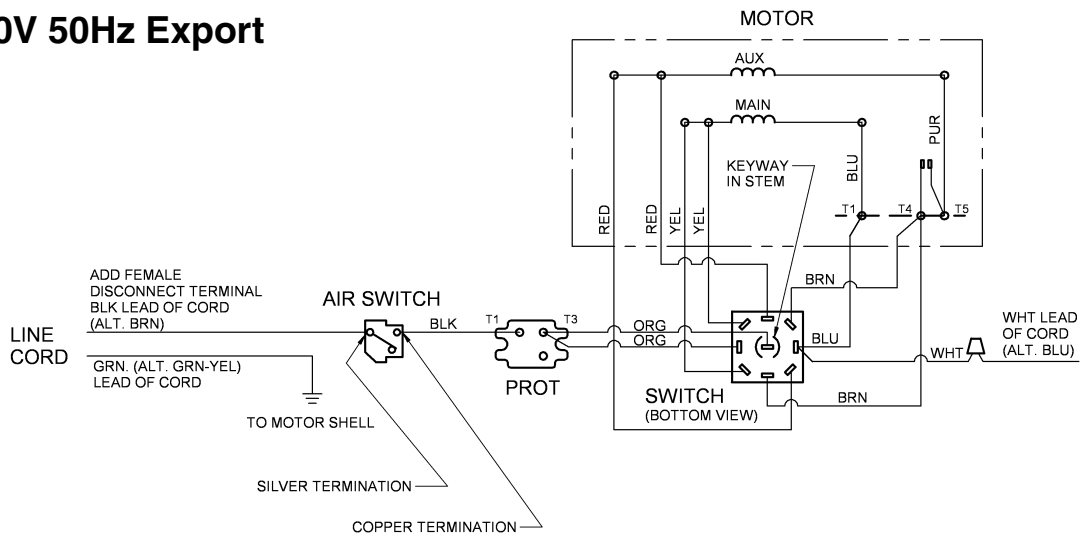 0V 50Hz Export
MOTOR
AUX
MAIN
PUR
BLU
KEYWAY
IN STEM
RED
RED
YEL
YEL
T1
T4
T5
ADD FEMALE
DISCONNECT TERMINAL
BLK LEAD OF CORD
(ALT. BRN)
AIR SWITCH
BLK
T1
T3
ORG
ORG
BRN
BLU
WHT
WHT LEAD
OF CORD
(ALT. BLU)
LINE
CORD
GRN. (ALT. GRN-YEL)
LEAD OF CORD
PROT
SWITCH
(BOTTOM VIEW)
BRN
TO MOTOR SHELL
SILVER TERMINATION
COPPER TERMINATION